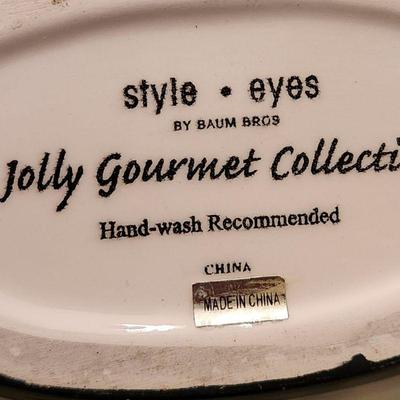 style • eyes
BY BAUM BROS
Jolly Gourmet Collecti
Hand-wash Recommended
CHINA
MADE IN CHINA